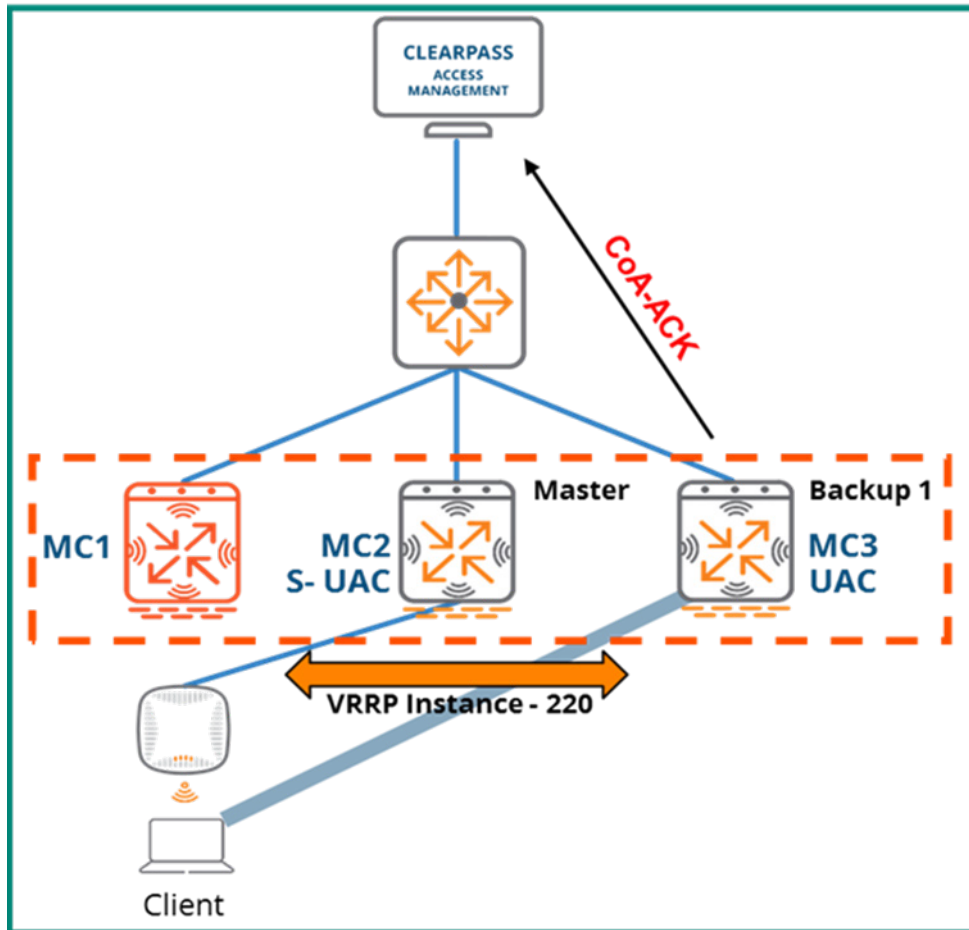 CLEARPASS
ACCESS
MANAGEMENT
CoA-ACK
Master
Backup 1
MC1
MC2
S- UAC
MC3
UAC
VRRP Instance - 220
Client